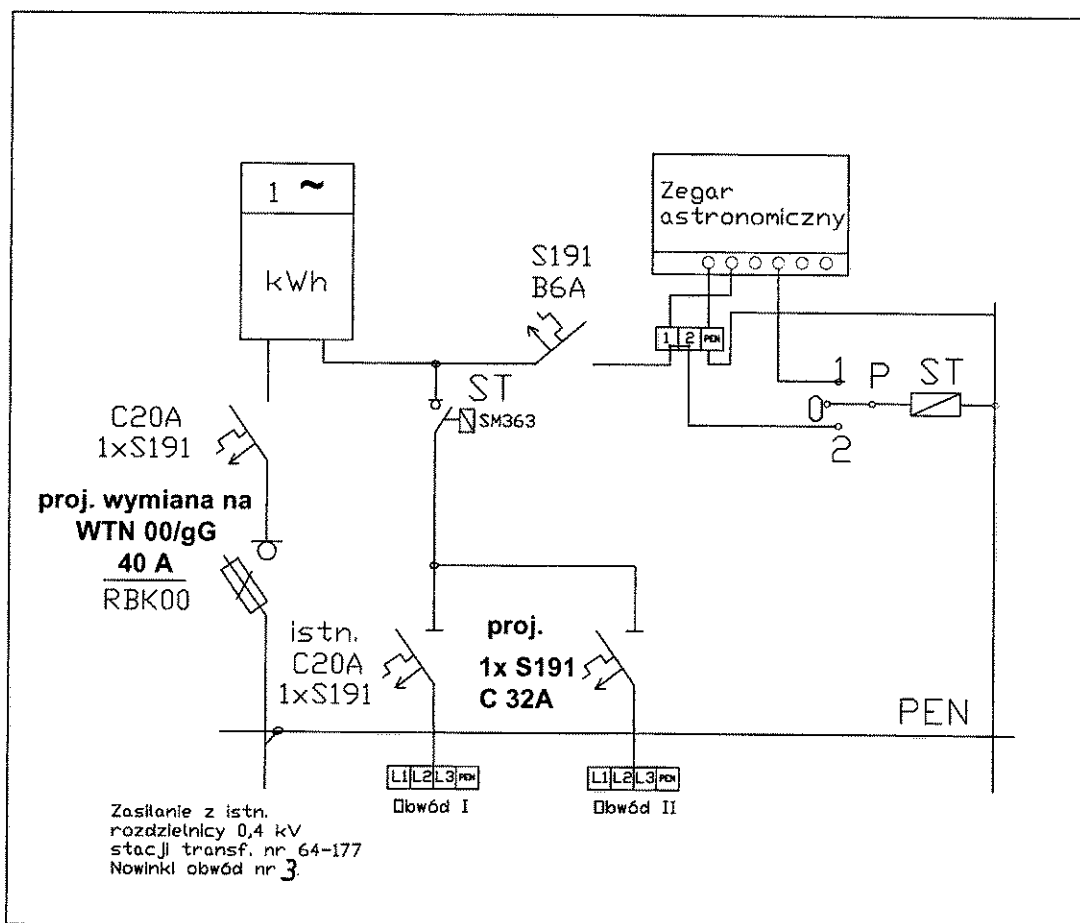 1 ~
kWh
Zegar
astronomiczny
S191
B6A
1 2 PEN
ST
SM363
1 P ST
2
C20A
1xS191
proj. wymiana na
WTN 00/gG
40 A
RBK00
istn.
C20A
1xS191
proj.
1x S191
C 32A
PEN
L1 L2 L3 PEN
Obwód I
L1 L2 L3 PEN
Obwód II
Zasilanie z istn.
rozdzielnicy 0,4 kV
stacji transf. nr 64-177
Nowinki obwód nr 3.